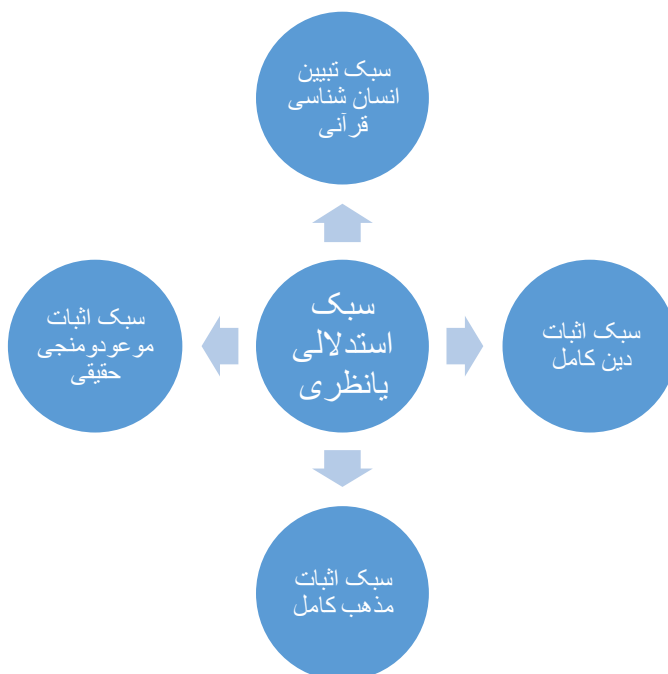 سبک تبیین
انسان شناسی
قرآنی
سبک اثبات
دین کامل
سبک
استدلالی
یانظری
سبک اثبات
موعودومنجی
حقیقی
سبک اثبات
مذهب کامل